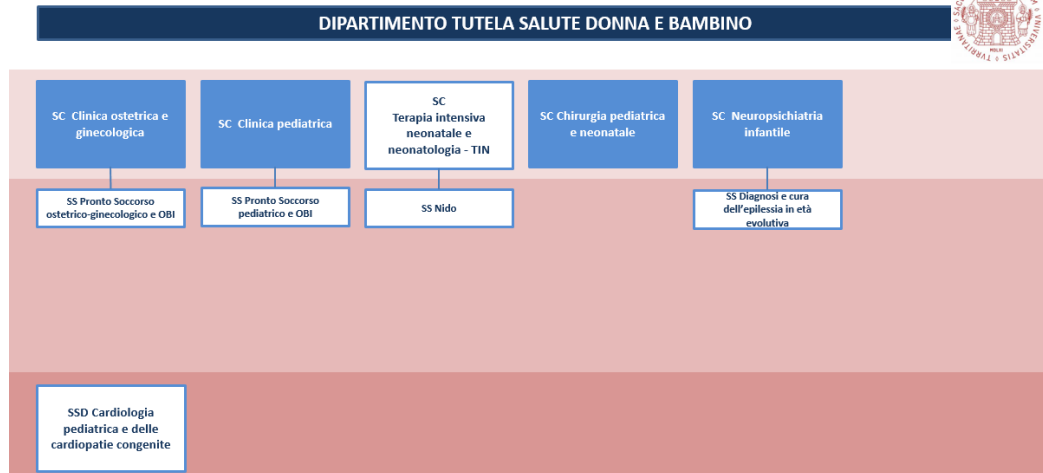 DIPARTIMENTO TUTELA SALUTE DONNA E BAMBINO
SC Clinica ostetrica e
ginecologica
SC Clinica pediatrica
SC
Terapia intensiva
neonatale e
neonatologia - TIN
SC Chirurgia pediatrica
e neonatale
SC Neuropsichiatria
infantile
SS Pronto Soccorso
ostetrico-ginecologico e OBI
SS Pronto Soccorso
pediatrico e OBI
SS Nido
SS Diagnosi e cura
dell'epilessia in età
evolutiva
SSD Cardiologia
pediatrica e delle
cardiopatie congenite